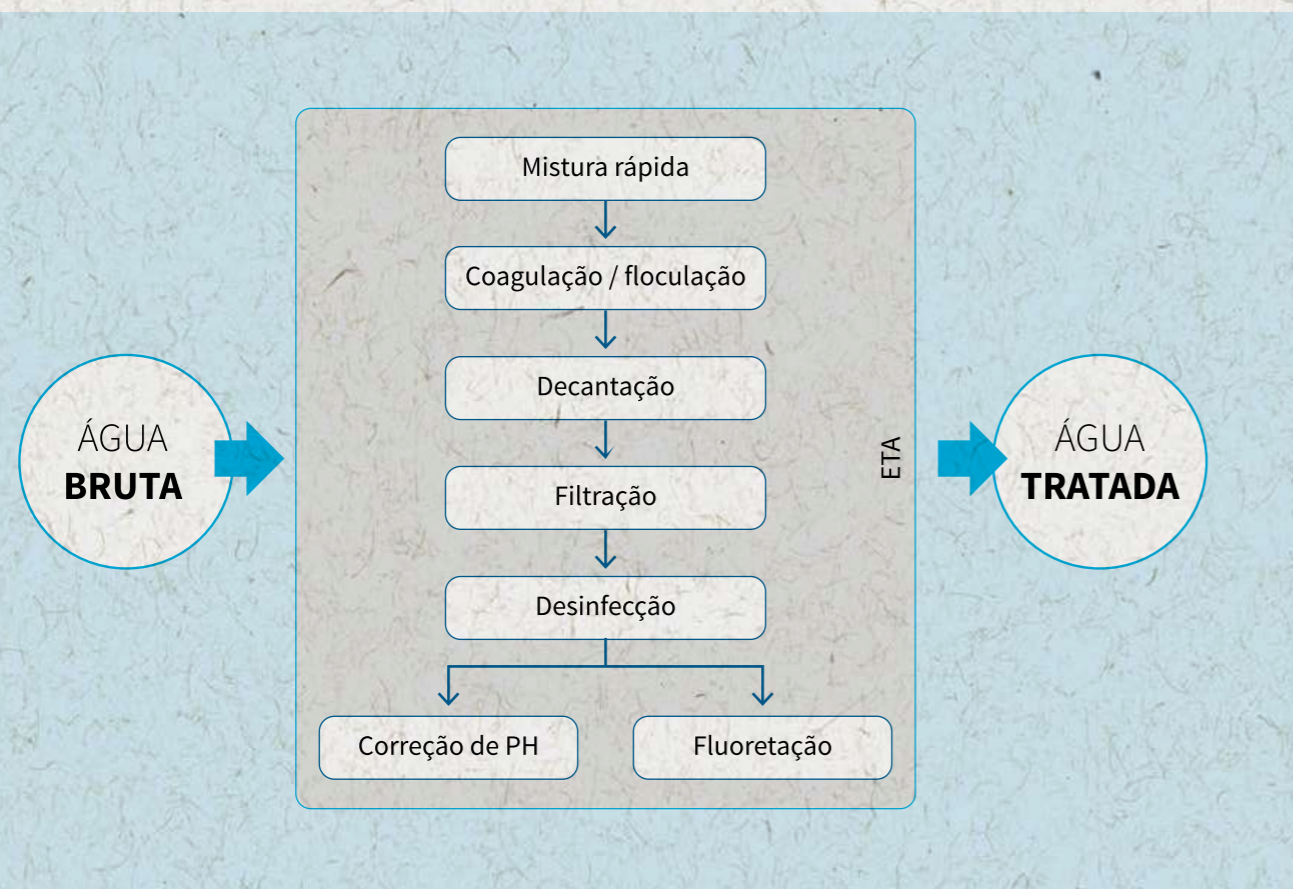 Mistura rápida
Coagulação / floculação
Decantação
Filtração
Desinfecção
Correção de PH
Fluoretação
ÁGUA
BRUTA
ETA
ÁGUA
TRATADA